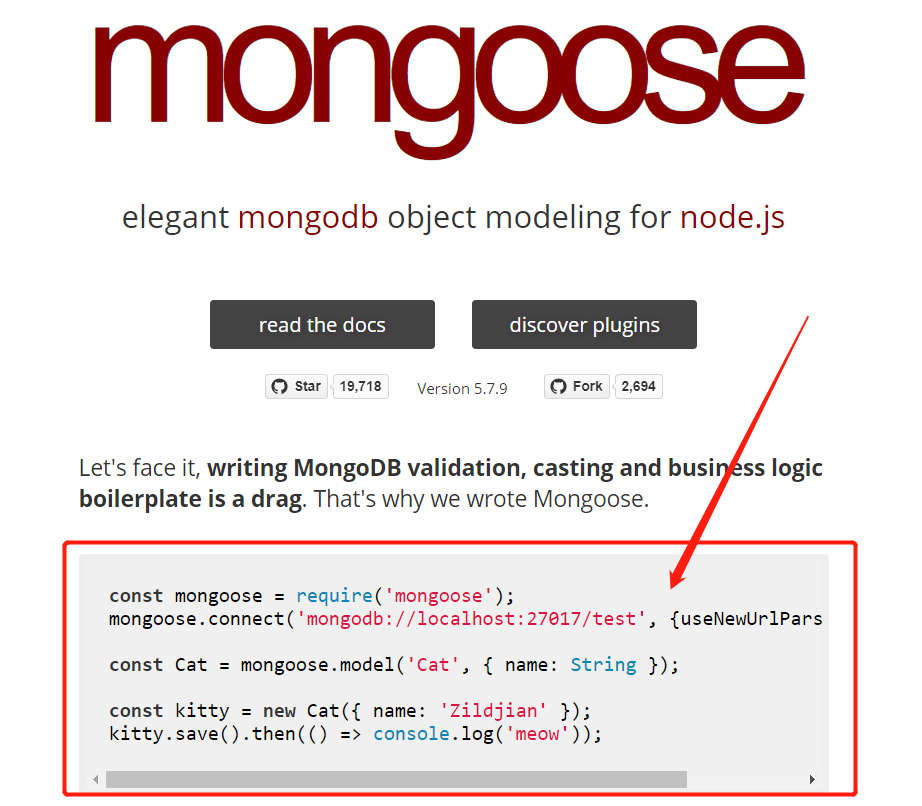 mongoose
elegant mongodb object modeling for node.js
read the docs
discover plugins
Star 19,718
Version 5.7.9
Fork 2,694
Let's face it, writing MongoDB validation, casting and business logic
boilerplate is a drag. That's why we wrote Mongoose.
const mongoose = require('mongoose');
mongoose.connect('mongodb://localhost:27017/test', {useNewUrlPars
const Cat = mongoose.model('Cat', { name: String });
const kitty = new Cat({ name: 'Zildjian' });
kitty.save().then(() => console.log('meow'));